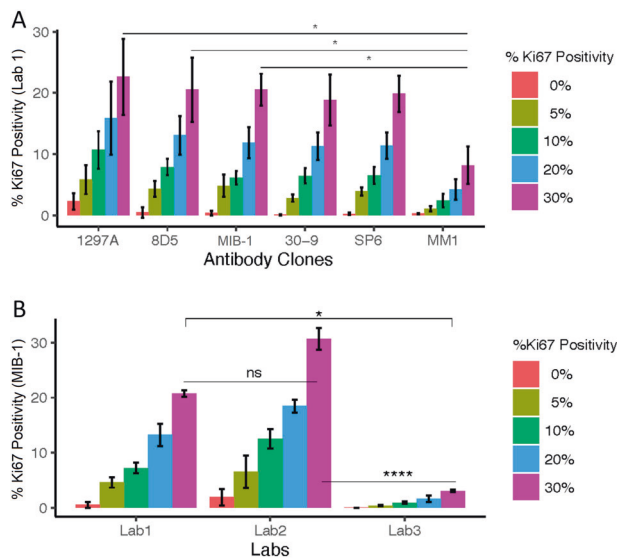 A
% Ki67 Positivity (Lab 1)
30
20
10
0
*
*
*
1297A 8D5 MIB-1 30-9 SP6 MM1
Antibody Clones
% Ki67 Positivity
0%
5%
10%
20%
30%
B
%Ki67 Positivity (MIB-1)
30
20
10
0
*
ns
****
Lab1 Lab2 Lab3
Labs
%Ki67 Positivity
0%
5%
10%
20%
30%